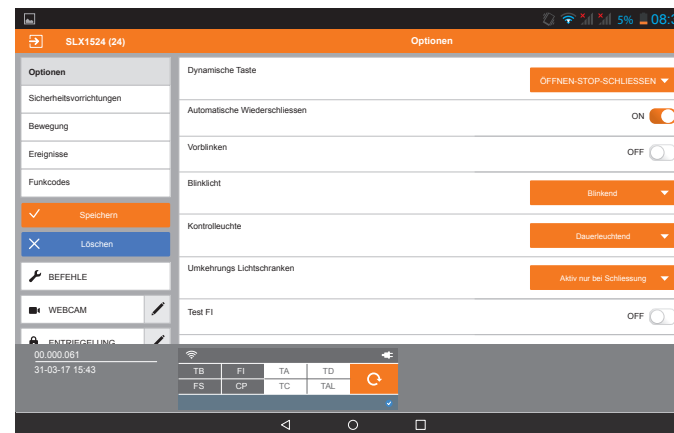 5% 08:3
SLX1524 (24) Optionen
Optionen
Sicherheitsvorrichtungen
Bewegung
Ereignisse
Funkcodes
Speichern
Löschen
BEFEHLE
WEBCAM
ENTRIEGELUNG
Dynamische Taste ÖFFNEN-STOP-SCHLIESSEN
Automatische Wiederschliessen ON
Vorblinken OFF
Blinklicht Blinkend
Kontrolleuchte Dauerleuchtend
Umkehrungs Lichtschranken Aktiv nur bei Schliessung
Test FI OFF
00.000.061
31-03-17 15:43
TB FI TA TD
FS CP TC TAL